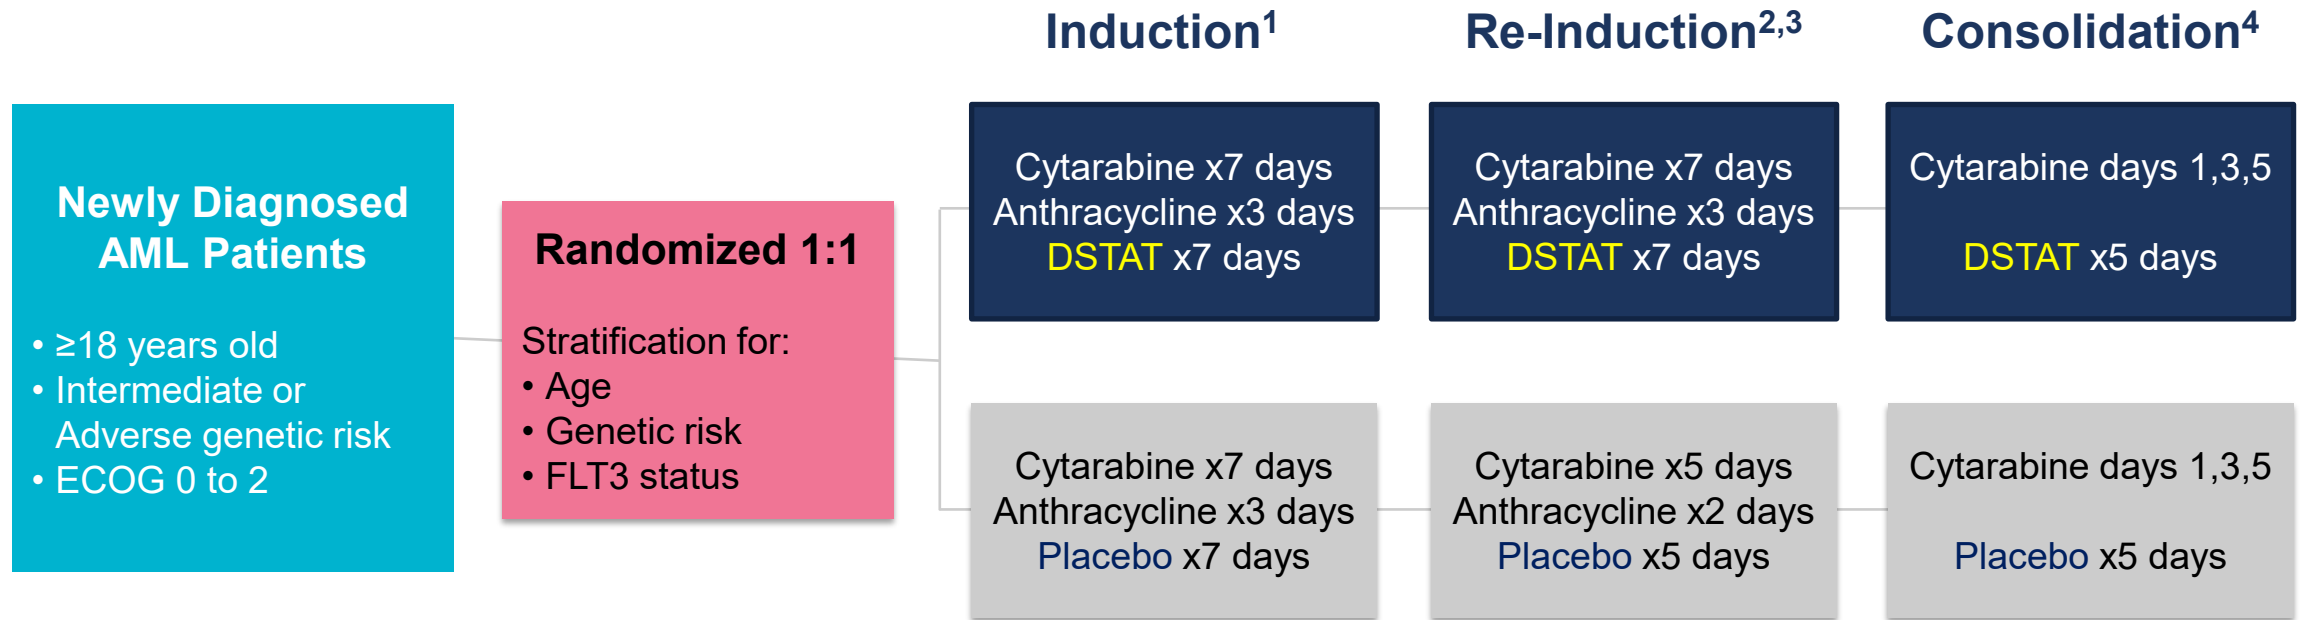 Induction1
Re-Induction2,3
Consolidation4
Newly Diagnosed
AML Patients
• ≥18 years old
• Intermediate or
Adverse genetic risk
• ECOG 0 to 2
Randomized 1:1
Stratification for:
• Age
• Genetic risk
• FLT3 status
Cytarabine x7 days
Anthracycline x3 days
DSTAT x7 days
Cytarabine x7 days
Anthracycline x3 days
DSTAT x7 days
Cytarabine days 1,3,5
DSTAT x5 days
Cytarabine x7 days
Anthracycline x3 days
Placebo x7 days
Cytarabine x5 days
Anthracycline x2 days
Placebo x5 days
Cytarabine days 1,3,5
Placebo x5 days